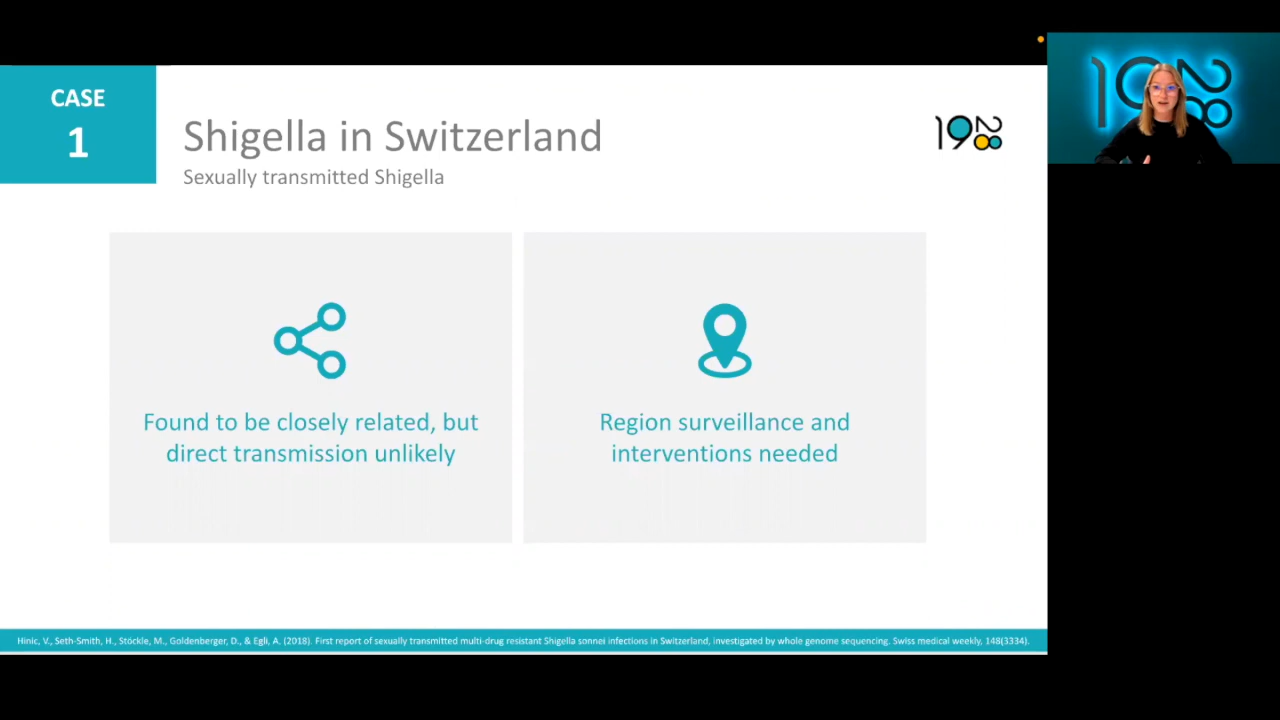 CASE
1
Shigella in Switzerland
Sexually transmitted Shigella
1928
1928
Found to be closely related, but
direct transmission unlikely
Region surveillance and
interventions needed
Hinic, V., Seth-Smith, H., Stöckle, M., Goldenberger, D., & Egli, A. (2018). First report of sexually transmitted multi-drug resistant Shigella sonnei infections in Switzerland, investigated by whole genome sequencing. Swiss medical weekly, 148(3334).